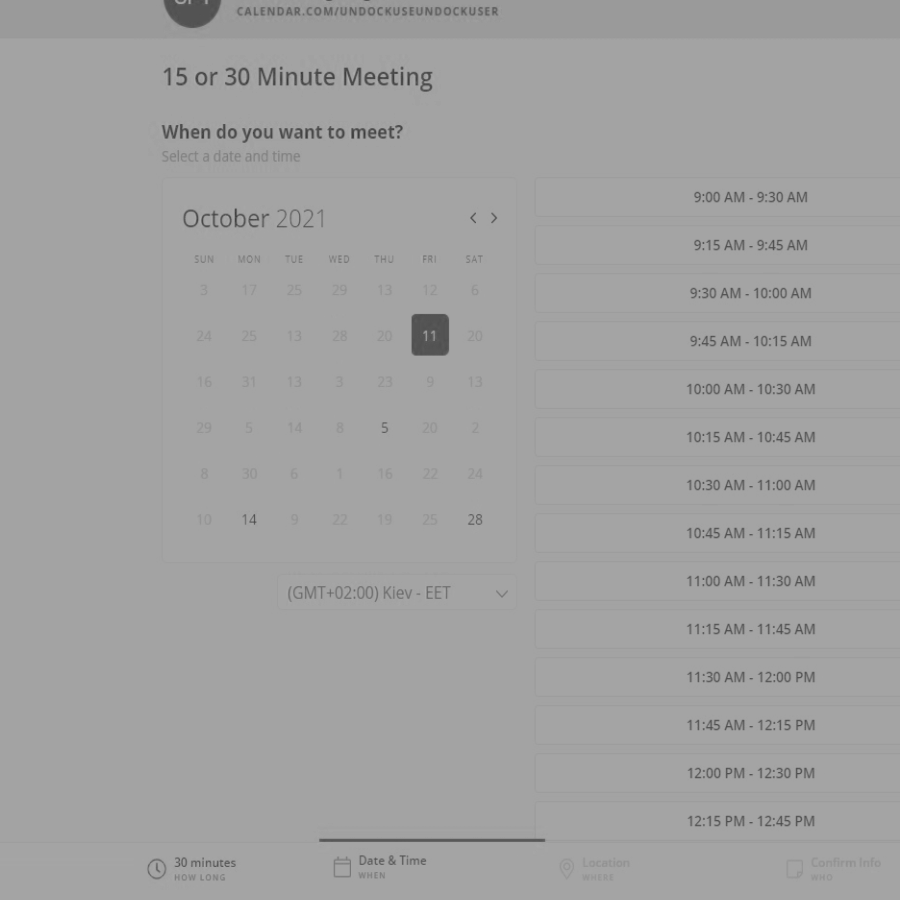 CALENDAR.COM/UNDOCKUSEUNDOCKUSER
15 or 30 Minute Meeting
When do you want to meet?
Select a date and time
October 2021
SUN MON TUE WED THU FRI SAT
3 17 25 29 13 12 6
24 25 13 28 20 11 20
16 31 13 3 23 9 13
29 5 14 8 5 20 2
8 30 6 1 16 22 24
10 14 9 22 19 25 28
(GMT+02:00) Kiev - EET
9:00 AM - 9:30 AM
9:15 AM - 9:45 AM
9:30 AM - 10:00 AM
9:45 AM - 10:15 AM
10:00 AM - 10:30 AM
10:15 AM - 10:45 AM
10:30 AM - 11:00 AM
10:45 AM - 11:15 AM
11:00 AM - 11:30 AM
11:15 AM - 11:45 AM
11:30 AM - 12:00 PM
11:45 AM - 12:15 PM
12:00 PM - 12:30 PM
12:15 PM - 12:45 PM
30 minutes
HOW LONG
Date & Time
WHEN
Location
WHERE
Confirm Info
WHO